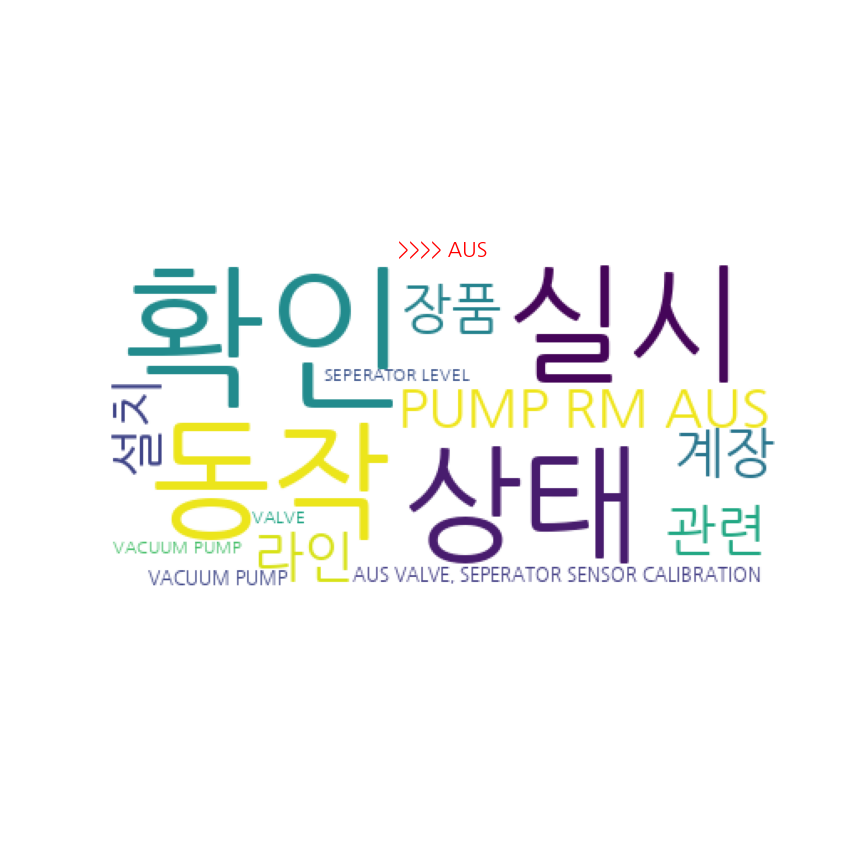 >>>> AUS
확인
장품
실시
SEPERATOR LEVEL
설치
PUMP RM AUS
동작
상태
계장
관련
VALVE
VACUUM PUMP
라인
VACUUM PUMP
AUS VALVE, SEPERATOR SENSOR CALIBRATION